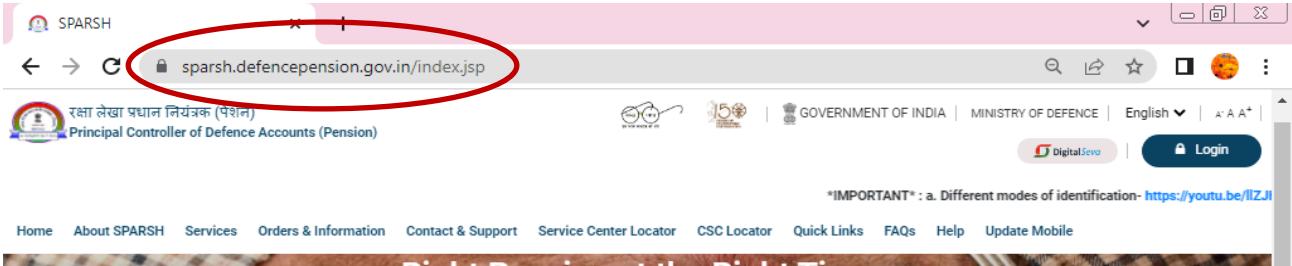 SPARSH
sparsh.defencepension.gov.in/index.jsp
रक्षा लेखा प्रधान नियंत्रक (पेंशन)
Principal Controller of Defence Accounts (Pension)
GOVERNMENT OF INDIA | MINISTRY OF DEFENCE | English | A- A A+ |
DigitalSeva | Login
*IMPORTANT* : a. Different modes of identification- https://youtu.be/
Home About SPARSH Services Orders & Information Contact & Support Service Center Locator CSC Locator Quick Links FAQs Help Update Mobile